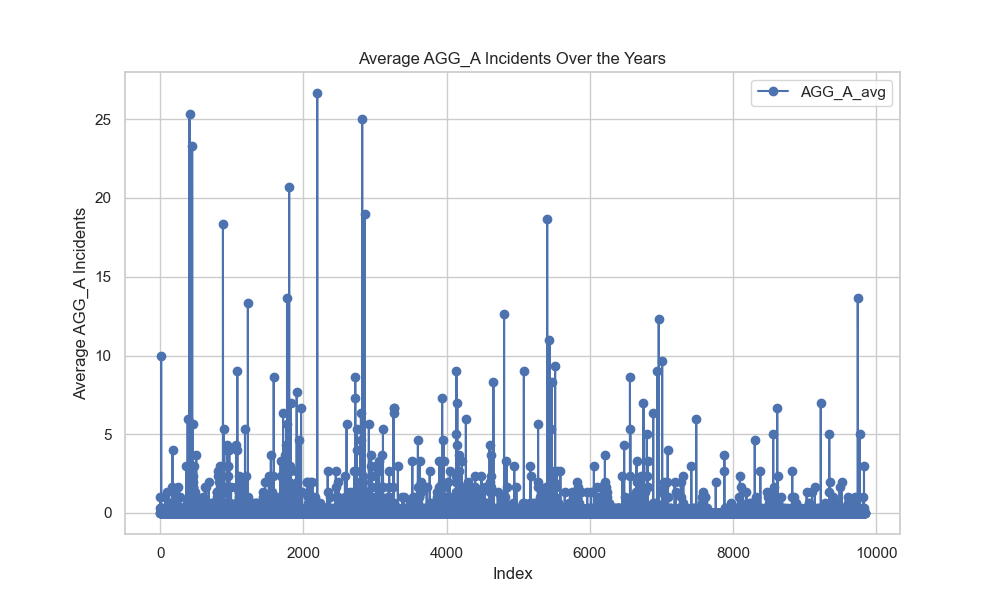 Average AGG_A Incidents Over the Years
AGG_A_avg
25
20
15
10
5
0
Average AGG_A Incidents
0 2000 4000 6000 8000 10000
Index